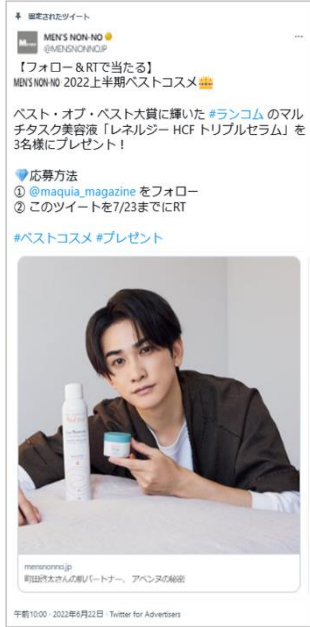 固定されたツイート
MEN'S NON-NO
@MENSNONNOJP
【フォロー＆RTで当たる】
MEN'S NON-NO 2022上半期ベストコスメ👑
ベスト・オブ・ベスト大賞に輝いた #ランコム のマル
チタスク美容液「レネルジー HCF トリプルセラム」を
3名様にプレゼント！
💎応募方法
① @maquia_magazine をフォロー
② このツイートを7/23までにRT
#ベストコスメ #プレゼント
mensnonno.jp
町田啓太さんの肌パートナー、アベンヌの秘密
午前10:00 · 2022年6月22日 · Twitter for Advertisers